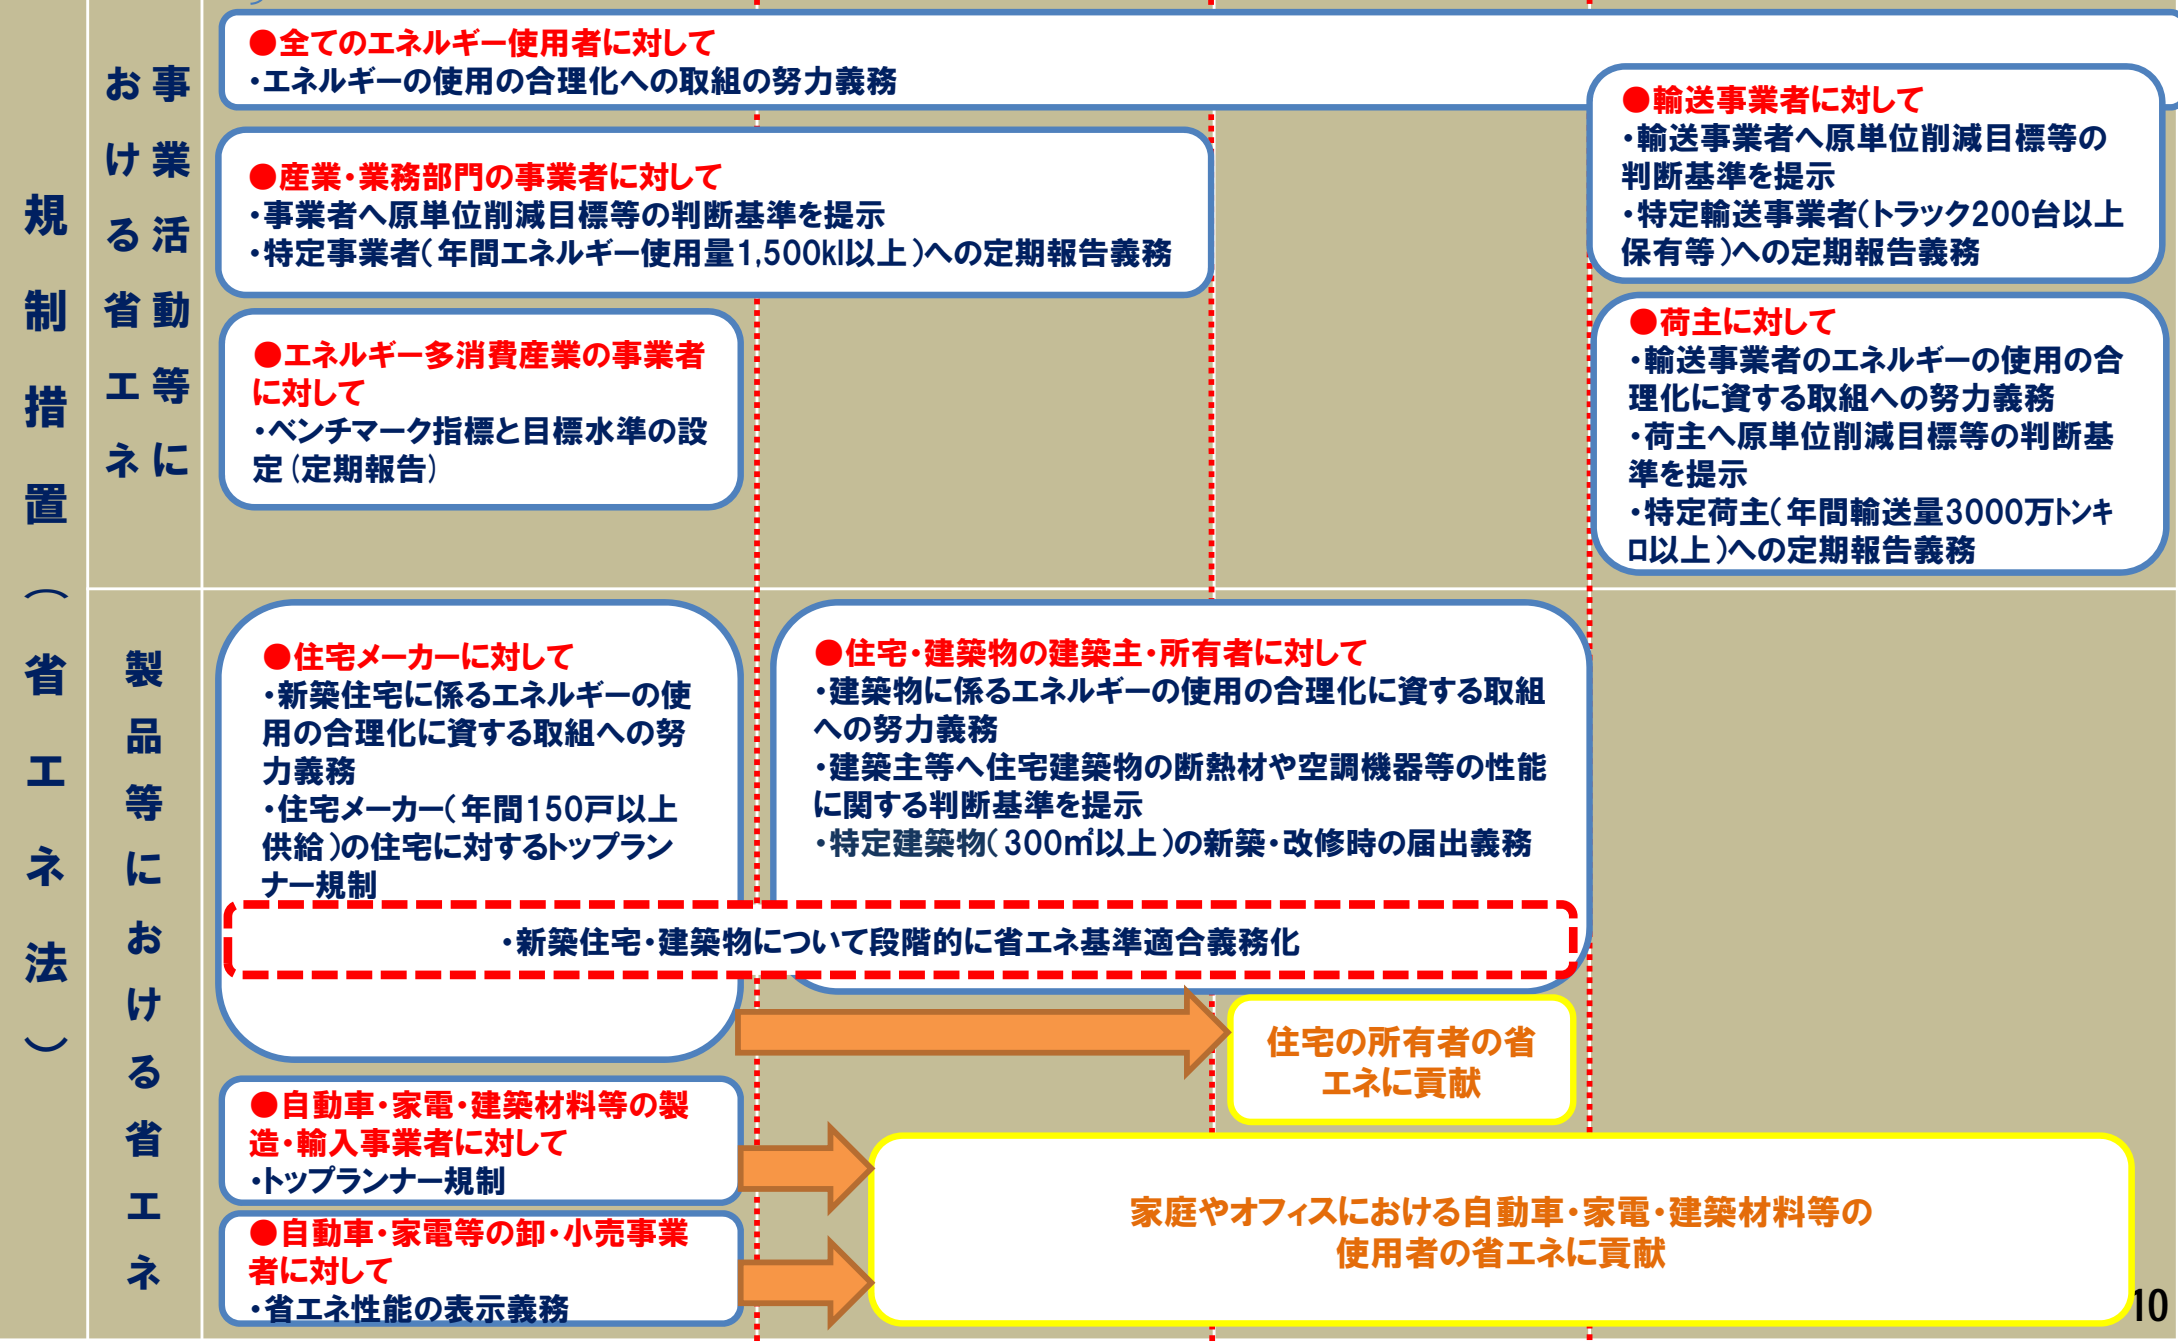 規制措置（省エネ法）
事業活動等に
おける省エネ
●全てのエネルギー使用者に対して
・エネルギーの使用の合理化への取組の努力義務
●産業・業務部門の事業者に対して
・事業者へ原単位削減目標等の判断基準を提示
・特定事業者（年間エネルギー使用量1,500kl以上）への定期報告義務
●エネルギー多消費産業の事業者
に対して
・ベンチマーク指標と目標水準の設
定（定期報告）
●輸送事業者に対して
・輸送事業者へ原単位削減目標等の
判断基準を提示
・特定輸送事業者（トラック200台以上
保有等）への定期報告義務
●荷主に対して
・輸送事業者のエネルギーの使用の合
理化に資する取組への努力義務
・荷主へ原単位削減目標等の判断基
準を提示
・特定荷主（年間輸送量3000万トンキ
ロ以上）への定期報告義務
製品等における省エネ
●住宅メーカーに対して
・新築住宅に係るエネルギーの使
用の合理化に資する取組への努
力義務
・住宅メーカー（年間150戸以上
供給）の住宅に対するトップラン
ナー規制
●住宅・建築物の建築主・所有者に対して
・建築物に係るエネルギーの使用の合理化に資する取組
への努力義務
・建築主等へ住宅建築物の断熱材や空調機器等の性能
に関する判断基準を提示
・特定建築物（300㎡以上）の新築・改修時の届出義務
・新築住宅・建築物について段階的に省エネ基準適合義務化
住宅の所有者の省
エネに貢献
●自動車・家電・建築材料等の製
造・輸入事業者に対して
・トップランナー規制
●自動車・家電等の卸・小売事業
者に対して
・省エネ性能の表示義務
家庭やオフィスにおける自動車・家電・建築材料等の
使用者の省エネに貢献
10